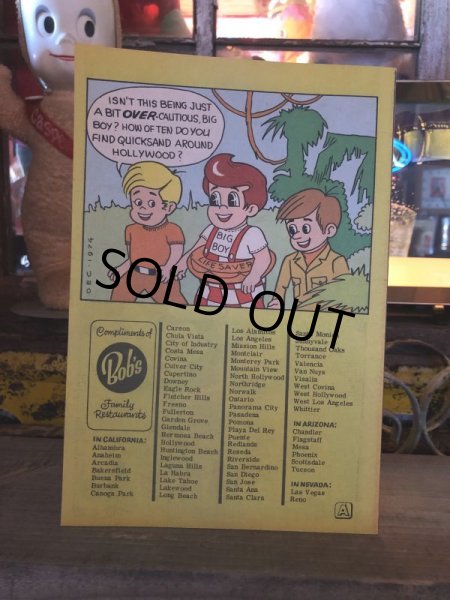 ISN'T THIS BEING JUST
A BIT OVER-CAUTIOUS, BIG
BOY? HOW OFTEN DO YOU
FIND QUICKSAND AROUND
HOLLYWOOD?
BIG
BOY
LIFE SAVER
DEC-1974
SOLD OUT
Compliments of
Bob's
Family
Restaurants
IN CALIFORNIA:
Alhambra
Anaheim
Arcadia
Bakersfield
Buena Park
Burbank
Canoga Park
Carson
Chula Vista
City of Industry
Costa Mesa
Covina
Culver City
Cupertino
Downey
Eagle Rock
Fletcher Hills
Fresno
Fullerton
Garden Grove
Glendale
Hermosa Beach
Hollywood
Huntington Beach
Inglewood
Laguna Hills
La Habra
Lake Tahoe
Lakewood
Long Beach
Los Alamitos
Los Angeles
Mission Hills
Montclair
Monterey Park
Mountain View
North Hollywood
Northridge
Norwalk
Ontario
Panorama City
Pasadena
Pomona
Playa Del Rey
Puente
Redlands
Reseda
Riverside
San Bernardino
San Diego
San Jose
Santa Ana
Santa Clara
Santa Monica
Sunnyvale
Thousand Oaks
Torrance
Valencia
Van Nuys
Visalia
West Covina
West Hollywood
West Los Angeles
Whittier
IN ARIZONA:
Chandler
Flagstaff
Mesa
Phoenix
Scottsdale
Tucson
IN NEVADA:
Las Vegas
Reno
A